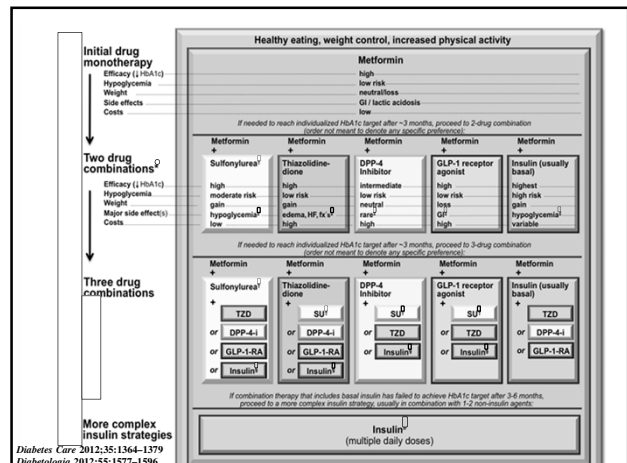 Healthy eating, weight control, increased physical activity
Initial drug
monotherapy
Metformin
Efficacy (↓HbA1c) high
Hypoglycemia low risk
Weight neutral/loss
Side effects GI / lactic acidosis
Costs low
If needed to reach individualized HbA1c target after ~3 months, proceed to 2-drug combination
(order not meant to denote any specific preference):
Metformin Metformin Metformin Metformin Metformin
+ + + + +
Two drug
combinations
Sulfonylurea Thiazolidine-dione DPP-4 Inhibitor GLP-1 receptor agonist Insulin (usually basal)
Efficacy (↓HbA1c) high high intermediate high highest
Hypoglycemia moderate risk low risk low risk low risk high risk
Weight gain gain neutral loss gain
Major side effect(s) hypoglycemia edema, HF, fx's rare GI hypoglycemia
Costs low high high high variable
If needed to reach individualized HbA1c target after ~3 months, proceed to 3-drug combination
(order not meant to denote any specific preference):
Metformin Metformin Metformin Metformin Metformin
+ + + + +
Three drug
combinations
Sulfonylurea Thiazolidine-dione DPP-4 Inhibitor GLP-1 receptor agonist Insulin (usually basal)
+ + + + +
TZD SU SU SU TZD
or DPP-4-i or DPP-4-i or TZD or TZD or DPP-4-i
or GLP-1-RA or GLP-1-RA or Insulin or Insulin or GLP-1-RA
or Insulin or Insulin
If combination therapy that includes basal insulin has failed to achieve HbA1c target after 3-6 months,
proceed to a more complex insulin strategy, usually in combination with 1-2 non-insulin agents:
More complex
insulin strategies
Insulin
(multiple daily doses)
Diabetes Care 2012;35:1364–1379
Diabetologia 2012;55:1577–1596